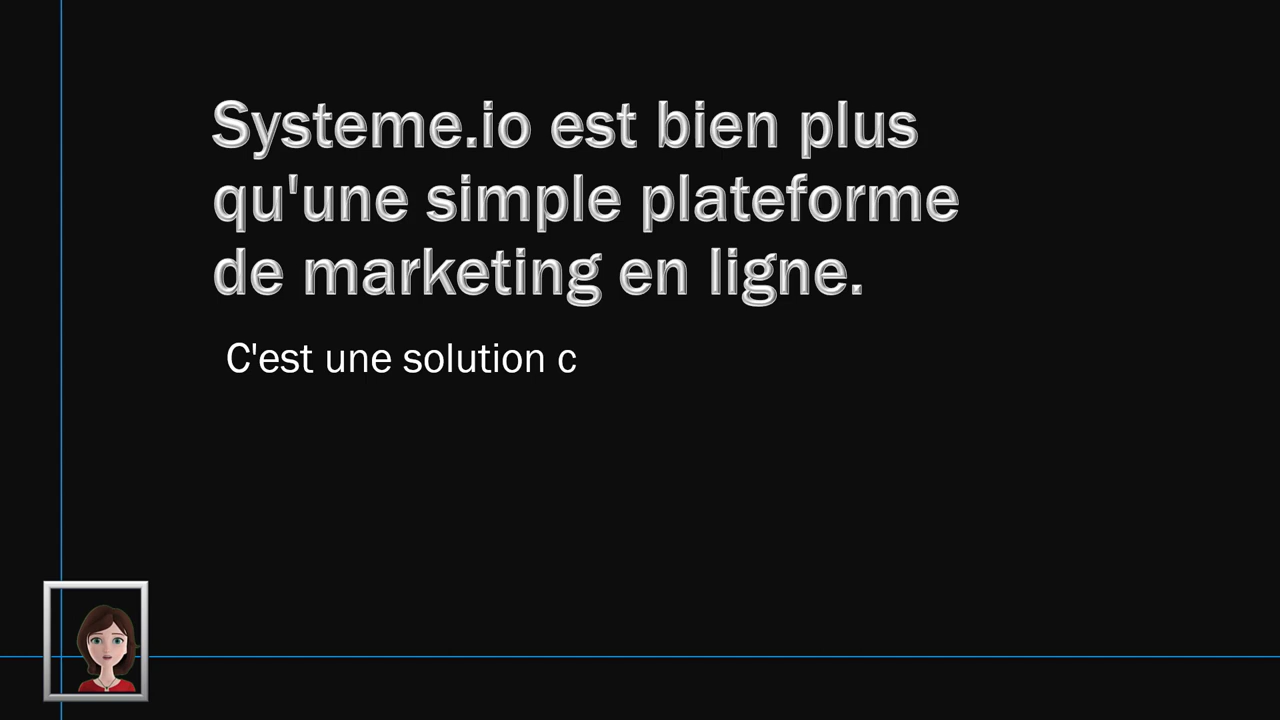 Systeme.io est bien plus
qu'une simple plateforme
de marketing en ligne.
C'est une solution c